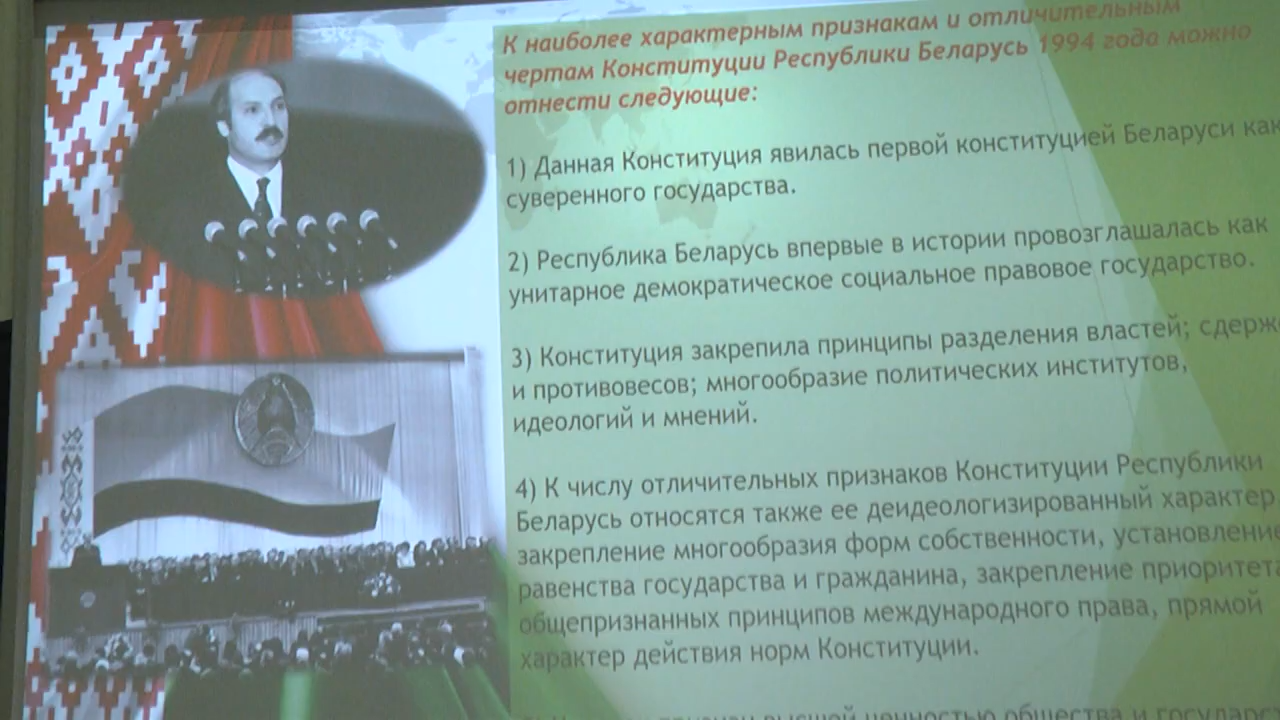 К наиболее характерным признакам и отличительным
чертам Конституции Республики Беларусь 1994 года можно
отнести следующие:
1) Данная Конституция явилась первой конституцией Беларуси как
суверенного государства.
2) Республика Беларусь впервые в истории провозглашалась как
унитарное демократическое социальное правовое государство.
3) Конституция закрепила принципы разделения властей; сдерж
и противовесов; многообразие политических институтов,
идеологий и мнений.
4) К числу отличительных признаков Конституции Республики
Беларусь относятся также ее деидеологизированный характер,
закрепление многообразия форм собственности, установление
равенства государства и гражданина, закрепление приоритета
общепризнанных принципов международного права, прямой
характер действия норм Конституции.
высшей ценностью общества и государс